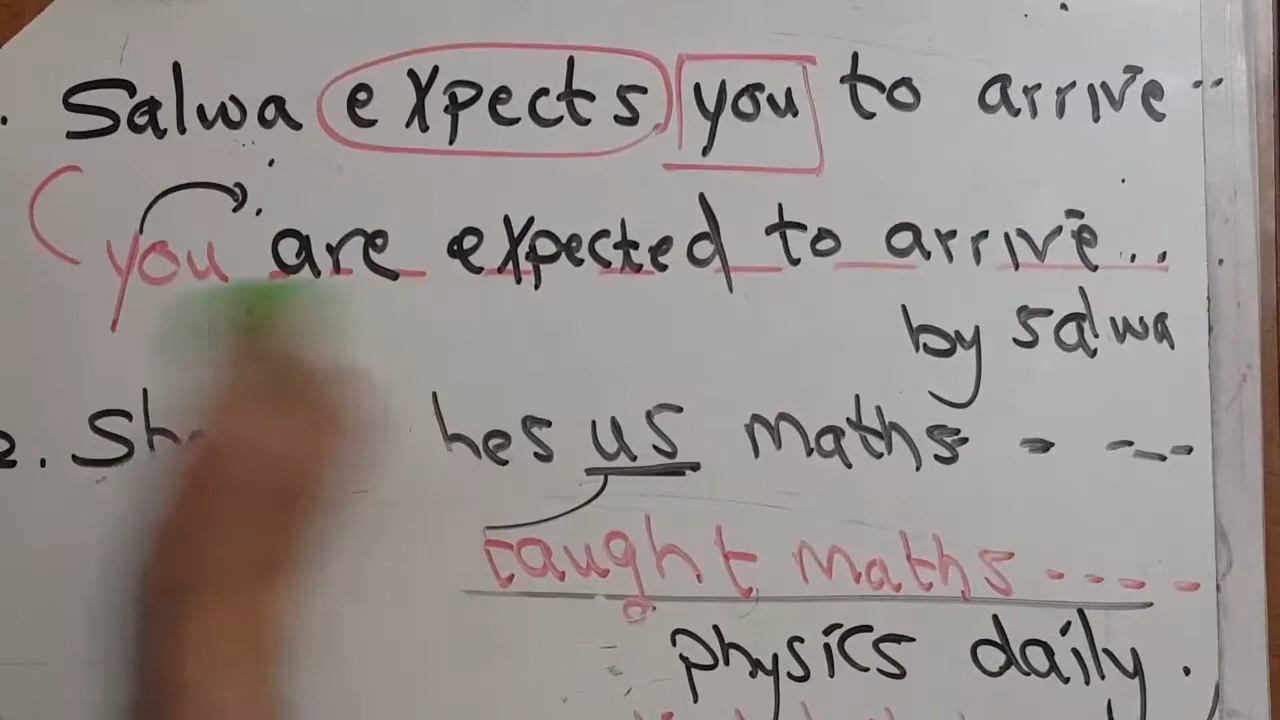 . Salwa expects you to arrive ..
you are expected to arrive...
by salwa
2. hes us maths - - --
taught maths - - - -
physics daily.